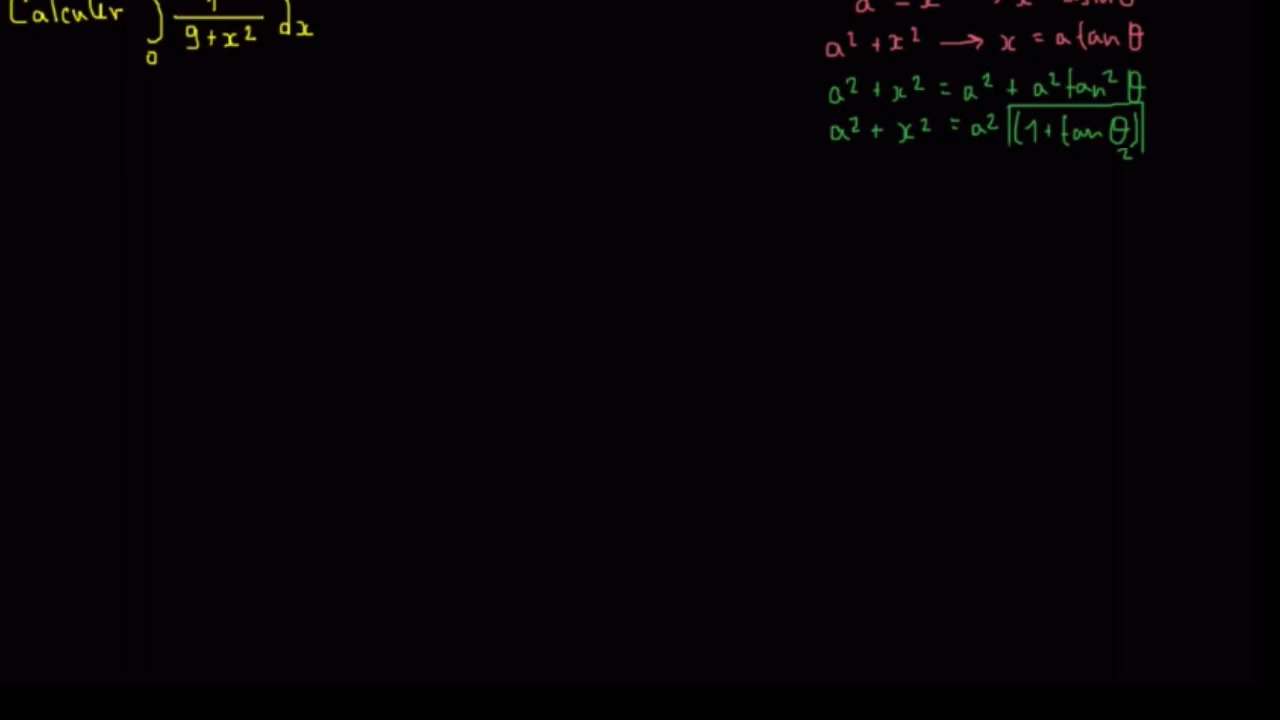 Calculer ∫₀ 1/(9+x²) dx
a² + x² → x = a tan θ
a² + x² = a² + a² tan² θ
a² + x² = a² (1 + tan θ)
2